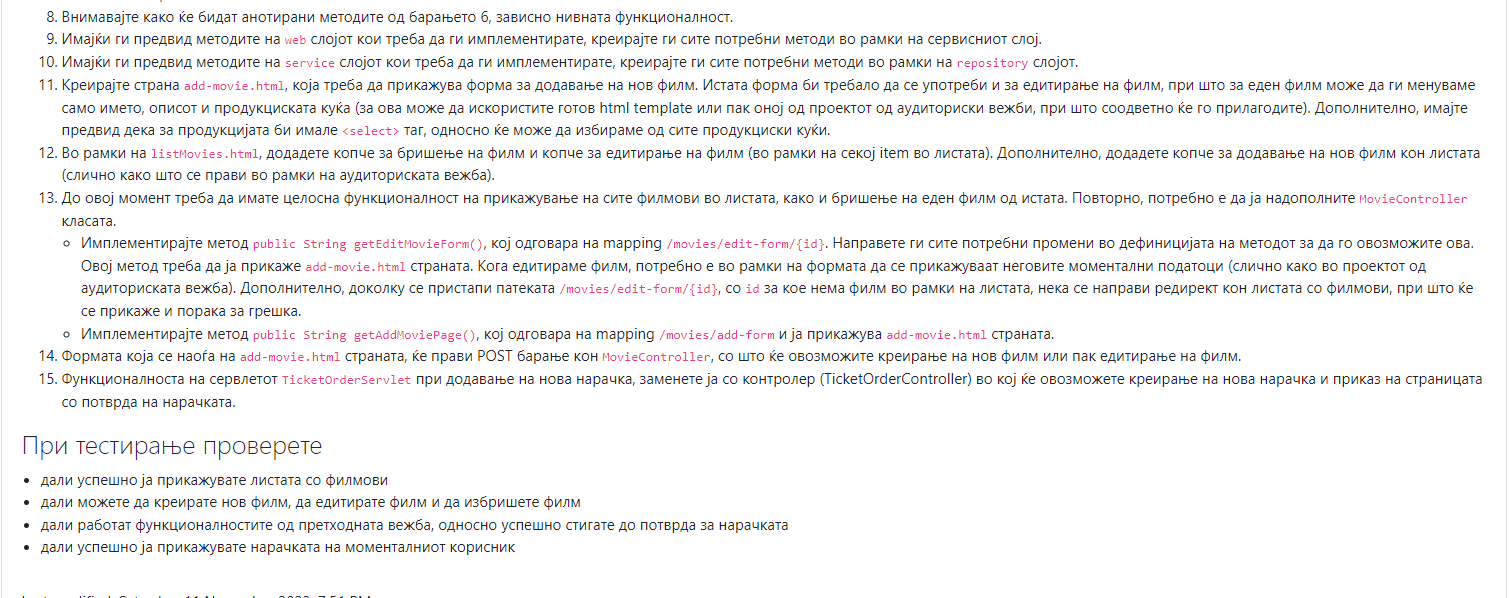 8. Внимавајте како ќе бидат анотирани методите од барањето 6, зависно нивната функционалност.
9. Имајќи ги предвид методите на web слојот кои треба да ги имплементирате, креирајте ги сите потребни методи во рамки на сервисниот слој.
10. Имајќи ги предвид методите на service слојот кои треба да ги имплементирате, креирајте ги сите потребни методи во рамки на repository слојот.
11. Креирајте страна add-movie.html, која треба да прикажува форма за додавање на нов филм. Истата форма би требало да се употреби и за едитирање на филм, при што за еден филм може да ги менуваме
само името, описот и продукциската куќа (за ова може да искористите готов html template или пак оној од проектот од аудиториски вежби, при што соодветно ќе го прилагодите). Дополнително, имајте
предвид дека за продукцијата би имале <select> таг, односно ќе може да избираме од сите продукциски куќи.
12. Во рамки на listMovies.html, додадете копче за бришење на филм и копче за едитирање на филм (во рамки на секој item во листата). Дополнително, додадете копче за додавање на нов филм кон листата
(слично како што се прави во рамки на аудиториската вежба).
13. До овој момент треба да имате целосна функционалност на прикажување на сите филмови во листата, како и бришење на еден филм од истата. Повторно, потребно е да ја надополните MovieController
класата.
○ Имплементирајте метод public String getEditMovieForm(), кој одговара на mapping /movies/edit-form/{id}. Направете ги сите потребни промени во дефиницијата на методот за да го овозможите ова.
Овој метод треба да ја прикаже add-movie.html страната. Кога едитираме филм, потребно е во рамки на формата да се прикажуваат неговите моментални податоци (слично како во проектот од
аудиториската вежба). Дополнително, доколку се пристапи патеката /movies/edit-form/{id}, со id за кое нема филм во рамки на листата, нека се направи редирект кон листата со филмови, при што ќе
се прикаже и порака за грешка.
○ Имплементирајте метод public String getAddMoviePage(), кој одговара на mapping /movies/add-form и ја прикажува add-movie.html страната.
14. Формата која се наоѓа на add-movie.html страната, ќе прави POST барање кон MovieController, со што ќе овозможите креирање на нов филм или пак едитирање на филм.
15. Функционалноста на сервлетот TicketOrderServlet при додавање на нова нарачка, заменете ја со контролер (TicketOrderController) во кој ќе овозможете креирање на нова нарачка и приказ на страницата
со потврда на нарачката.
При тестирање проверете
• дали успешно ја прикажувате листата со филмови
• дали можете да креирате нов филм, да едитирате филм и да избришете филм
• дали работат функционалностите од претходната вежба, односно успешно стигате до потврда за нарачката
• дали успешно ја прикажувате нарачката на моменталниот корисник